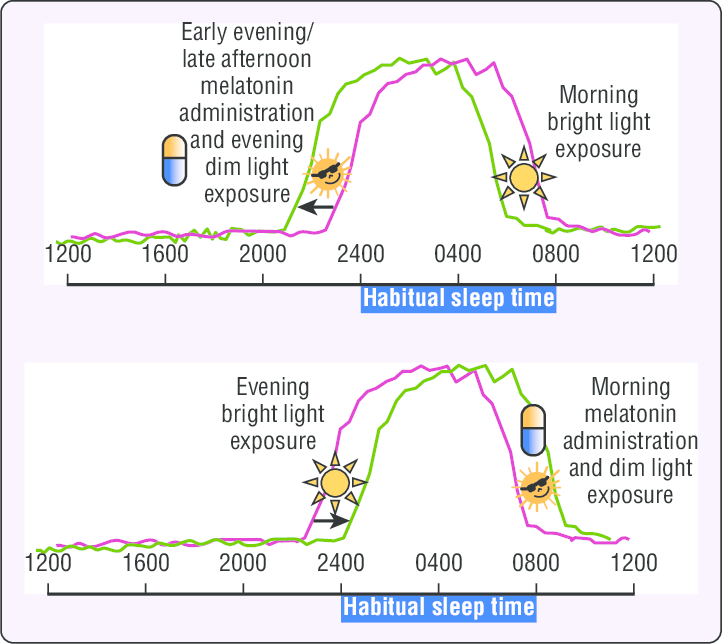 Early evening/
late afternoon
melatonin
administration
and evening
dim light
exposure
Morning
bright light
exposure
1200 1600 2000 2400 0400 0800 1200
Habitual sleep time
Evening
bright light
exposure
Morning
melatonin
administration
and dim light
exposure
1200 1600 2000 2400 0400 0800 1200
Habitual sleep time